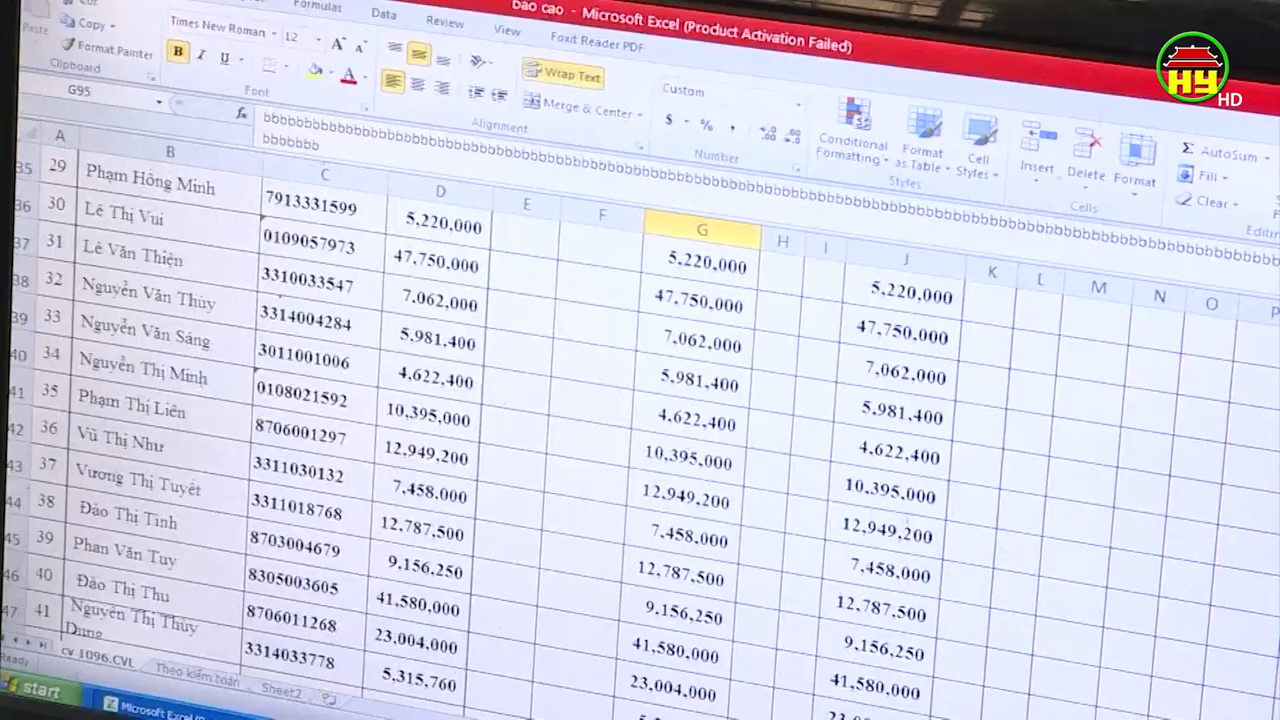 Báo cáo - Microsoft Excel (Product Activation Failed)
Formulas Data Review View Foxit Reader PDF
Cut
Copy
Paste
Format Painter
Clipboard
Times New Roman 12
B I U
Font
Wrap Text
Merge & Center
Alignment
Custom
$ % ,
Number
Conditional Formatting
Format as Table
Cell Styles
Styles
Insert Delete Format
Cells
AutoSum
Fill
Clear
HY
HD
G95
fx
A B C D E F G H I J K L M N O P
35 29 Phạm Hồng Minh 7913331599 5,220,000 5,220,000 5,220,000
36 30 Lê Thị Vui 0109057973 47,750,000 47,750,000 47,750,000
37 31 Lê Văn Thiện 3310033547 7,062,000 7,062,000 7,062,000
38 32 Nguyễn Văn Thủy 3314004284 5,981,400 5,981,400 5,981,400
39 33 Nguyễn Văn Sáng 3011001006 4,622,400 4,622,400 4,622,400
40 34 Nguyễn Thị Minh 0108021592 10,395,000 10,395,000 10,395,000
41 35 Phạm Thị Liên 8706001297 12,949,200 12,949,200 12,949,200
42 36 Vũ Thị Như 3311030132 7,458,000 7,458,000 7,458,000
43 37 Vương Thị Tuyết 3311018768 12,787,500 12,787,500 12,787,500
44 38 Đào Thị Tinh 8703004679 9,156,250 9,156,250 9,156,250
45 39 Phan Văn Tuy 8305003605 41,580,000 41,580,000 41,580,000
46 40 Đào Thị Thu 8706011268 23,004,000 23,004,000
47 41 Nguyễn Thị Thùy Dung 3314033778 5,315,760
cv 1096.CVL Theo kiểm toán Sheet2
Ready
start